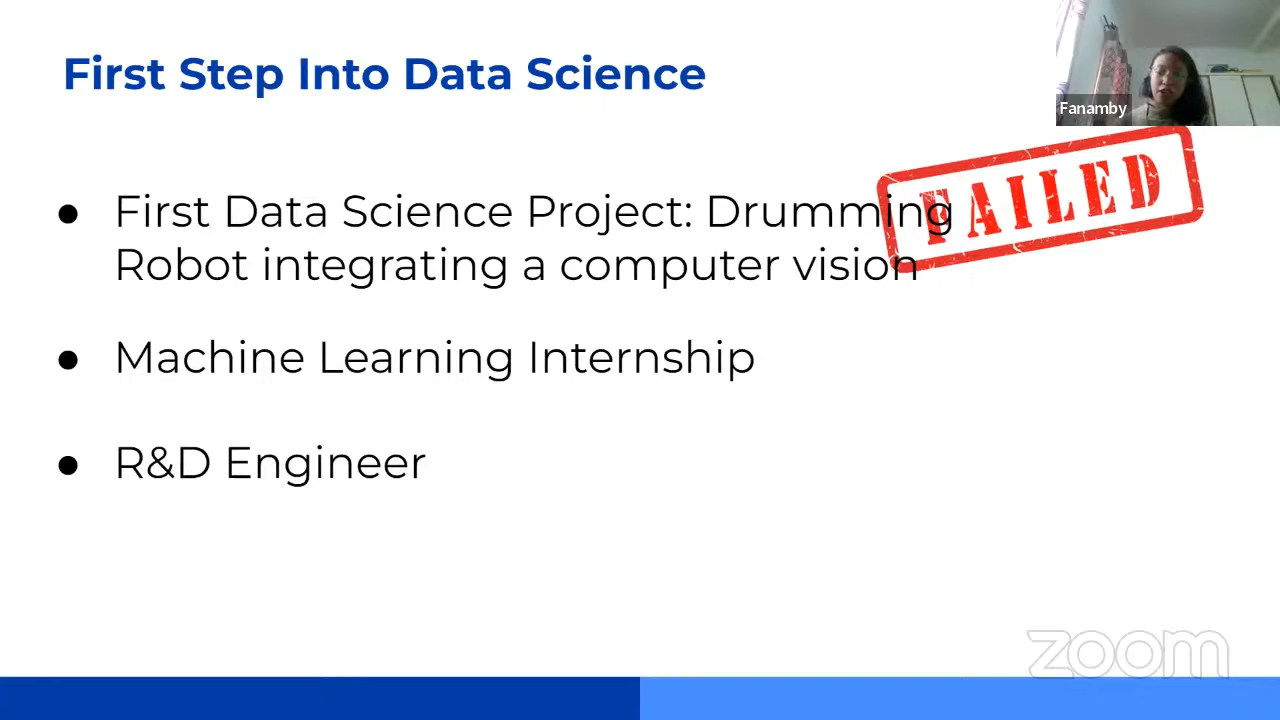 First Step Into Data Science
Fanamby
FAILED
● First Data Science Project: Drumming
Robot integrating a computer vision
● Machine Learning Internship
● R&D Engineer
zoom